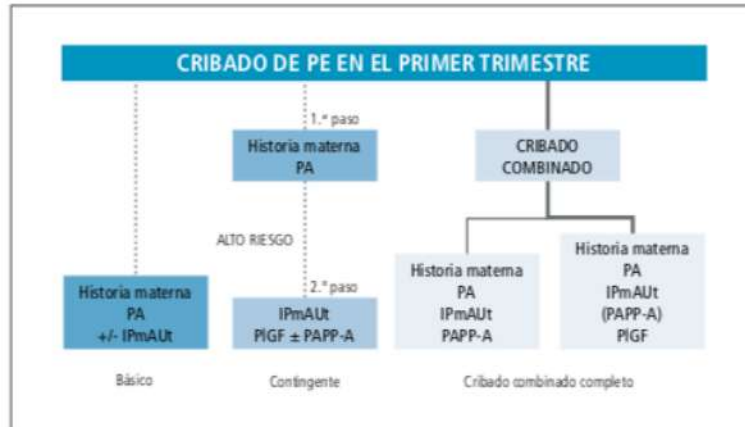 CRIBADO DE PE EN EL PRIMER TRIMESTRE
1.er paso
Historia materna
PA
CRIBADO
COMBINADO
ALTO RIESGO
2.º paso
Historia materna
PA
+/- IPmAUt
IPmAUt
PlGF ± PAPP-A
Historia materna
PA
IPmAUt
PAPP-A
Historia materna
PA
IPmAUt
(PAPP-A)
PlGF
Básico
Contingente
Cribado combinado completo